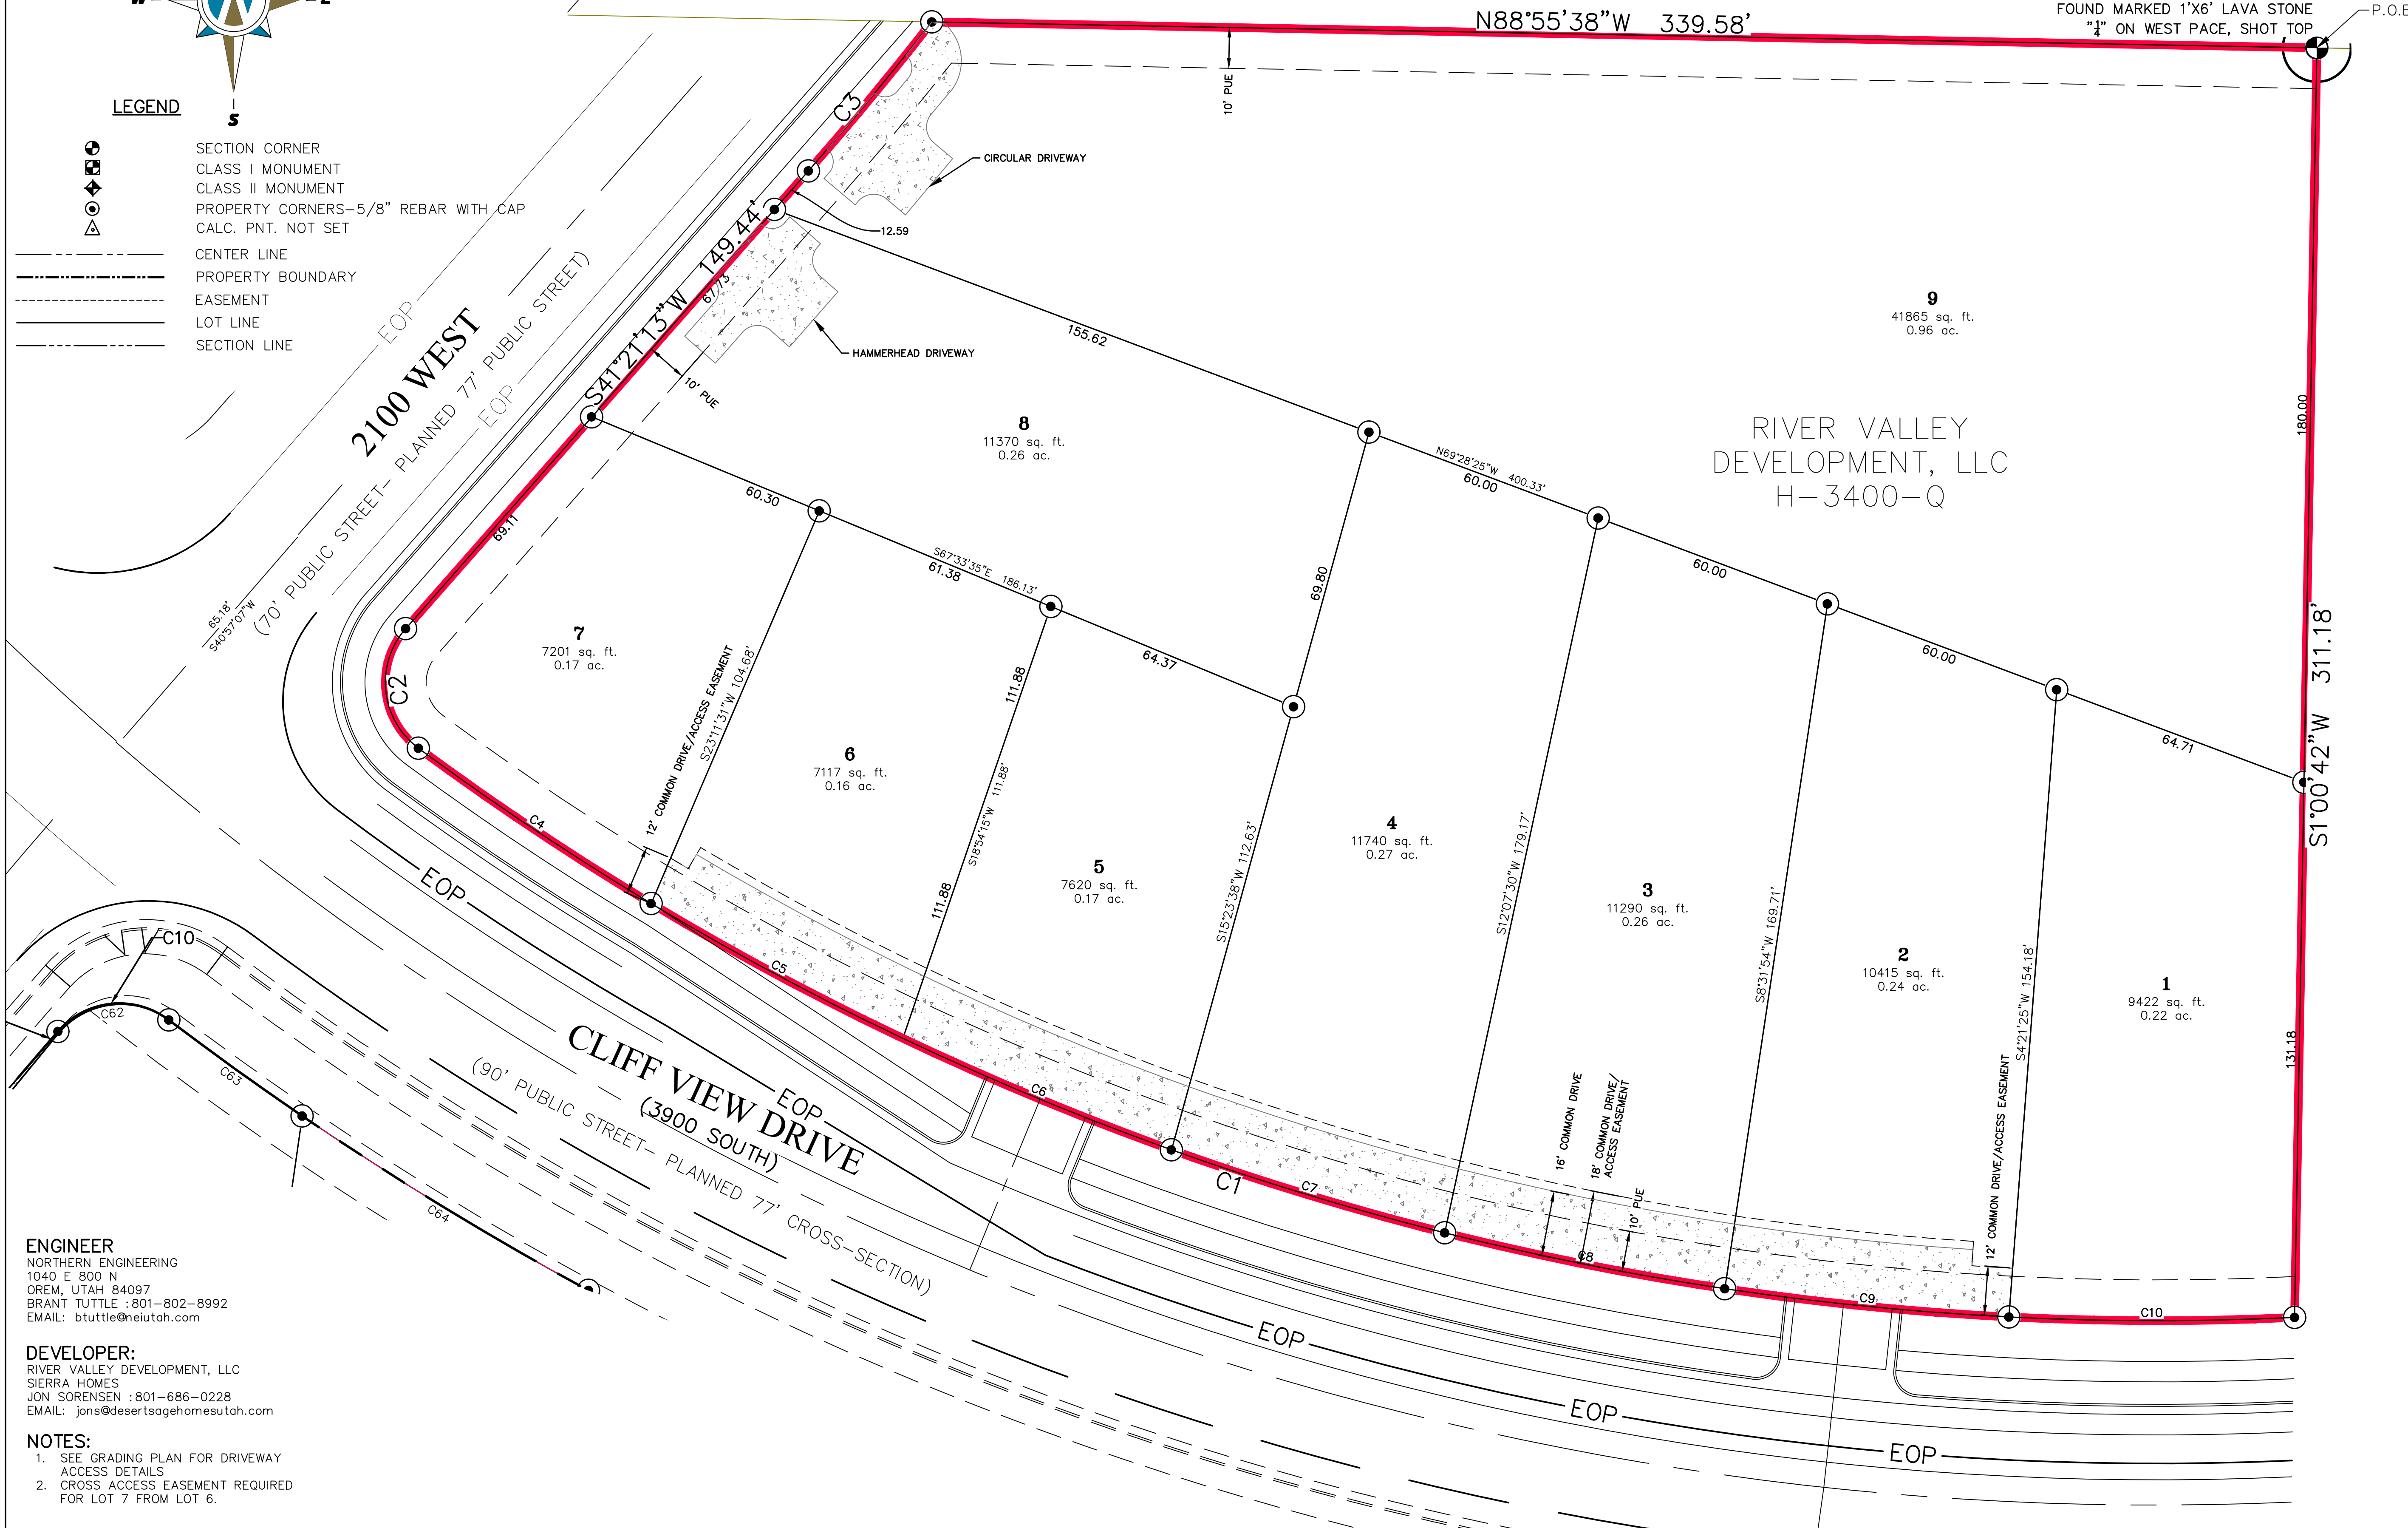 W
E
S
LEGEND
SECTION CORNER
CLASS I MONUMENT
CLASS II MONUMENT
PROPERTY CORNERS-5/8" REBAR WITH CAP
CALC. PNT. NOT SET
CENTER LINE
PROPERTY BOUNDARY
EASEMENT
LOT LINE
SECTION LINE
N88°55'38"W 339.58'
FOUND MARKED 1'X6' LAVA STONE
"1/4" ON WEST PACE, SHOT TOP
10' PUE
C3
CIRCULAR DRIVEWAY
12.59
S41°21'13"W 149.44'
67.73
HAMMERHEAD DRIVEWAY
10' PUE
EOP
2100 WEST
(70' PUBLIC STREET- PLANNED 77' PUBLIC STREET)
EOP
65.18'
S40°57'07"W
155.62
9
41865 sq. ft.
0.96 ac.
RIVER VALLEY
DEVELOPMENT, LLC
H-3400-Q
180.00
S1°00'42"W 311.18'
131.18
8
11370 sq. ft.
0.26 ac.
N69°28'25"W 400.33'
60.00
60.00
60.00
64.71
69.11
60.30
S67°33'35"E 186.13'
61.38
64.37
69.80
C2
7
7201 sq. ft.
0.17 ac.
12' COMMON DRIVE/ACCESS EASEMENT
S23°11'31"W 104.68'
6
7117 sq. ft.
0.16 ac.
111.88
S18°54'15"W 111.88'
111.88
5
7620 sq. ft.
0.17 ac.
S15°23'38"W 112.63'
4
11740 sq. ft.
0.27 ac.
S12°07'30"W 179.17'
3
11290 sq. ft.
0.26 ac.
S8°31'54"W 169.71'
2
10415 sq. ft.
0.24 ac.
S4°21'25"W 154.18'
1
9422 sq. ft.
0.22 ac.
C4
C5
C6
C1
C7
C8
C9
C10
16' COMMON DRIVE
18' COMMON DRIVE/
ACCESS EASEMENT
10' PUE
12' COMMON DRIVE/ACCESS EASEMENT
EOP
EOP
EOP
EOP
EOP
CLIFF VIEW DRIVE
(3900 SOUTH)
(90' PUBLIC STREET- PLANNED 77' CROSS-SECTION)
C10
C62
C63
C64
ENGINEER
NORTHERN ENGINEERING
1040 E 800 N
OREM, UTAH 84097
BRANT TUTTLE :801-802-8992
EMAIL: btuttle@neiutah.com
DEVELOPER:
RIVER VALLEY DEVELOPMENT, LLC
SIERRA HOMES
JON SORENSEN :801-686-0228
EMAIL: jons@desertsagehomesutah.com
NOTES:
1. SEE GRADING PLAN FOR DRIVEWAY
ACCESS DETAILS
2. CROSS ACCESS EASEMENT REQUIRED
FOR LOT 7 FROM LOT 6.